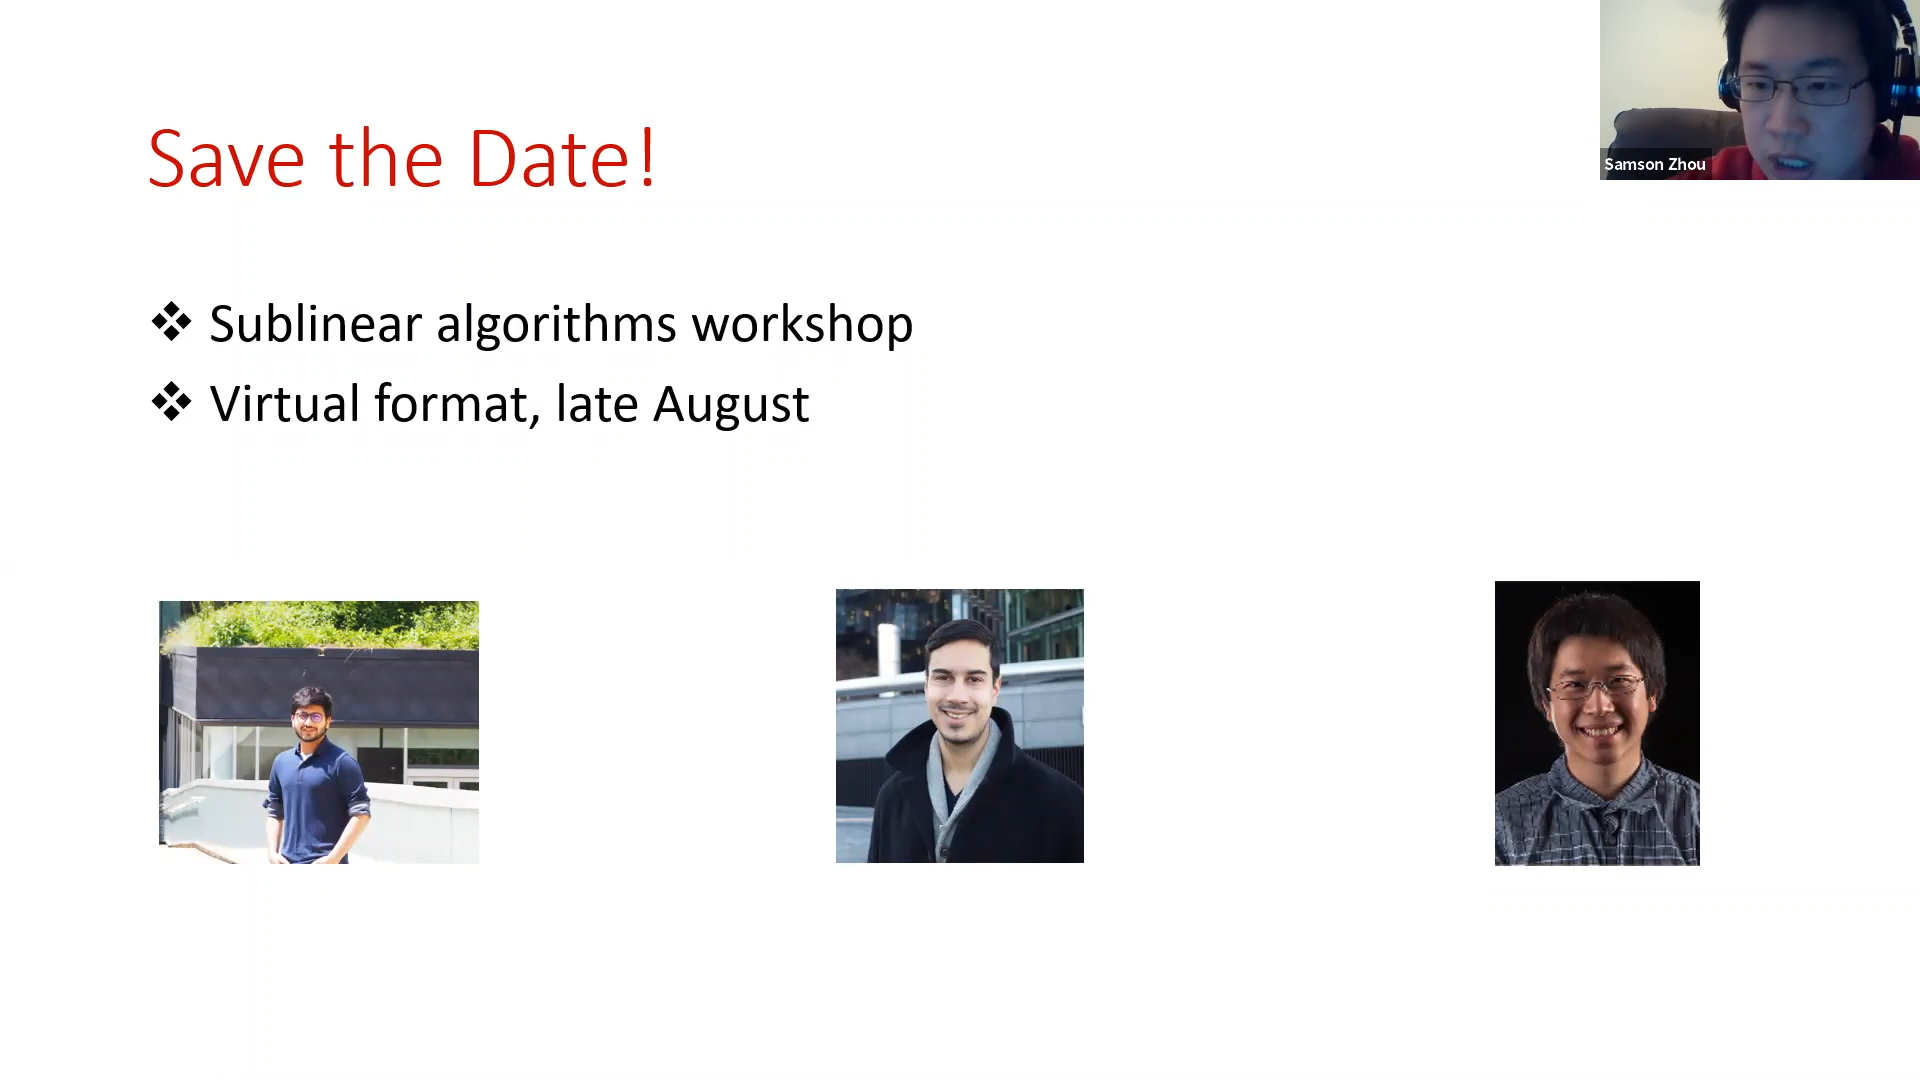 Samson Zhou
Save the Date!
❖ Sublinear algorithms workshop
❖ Virtual format, late August